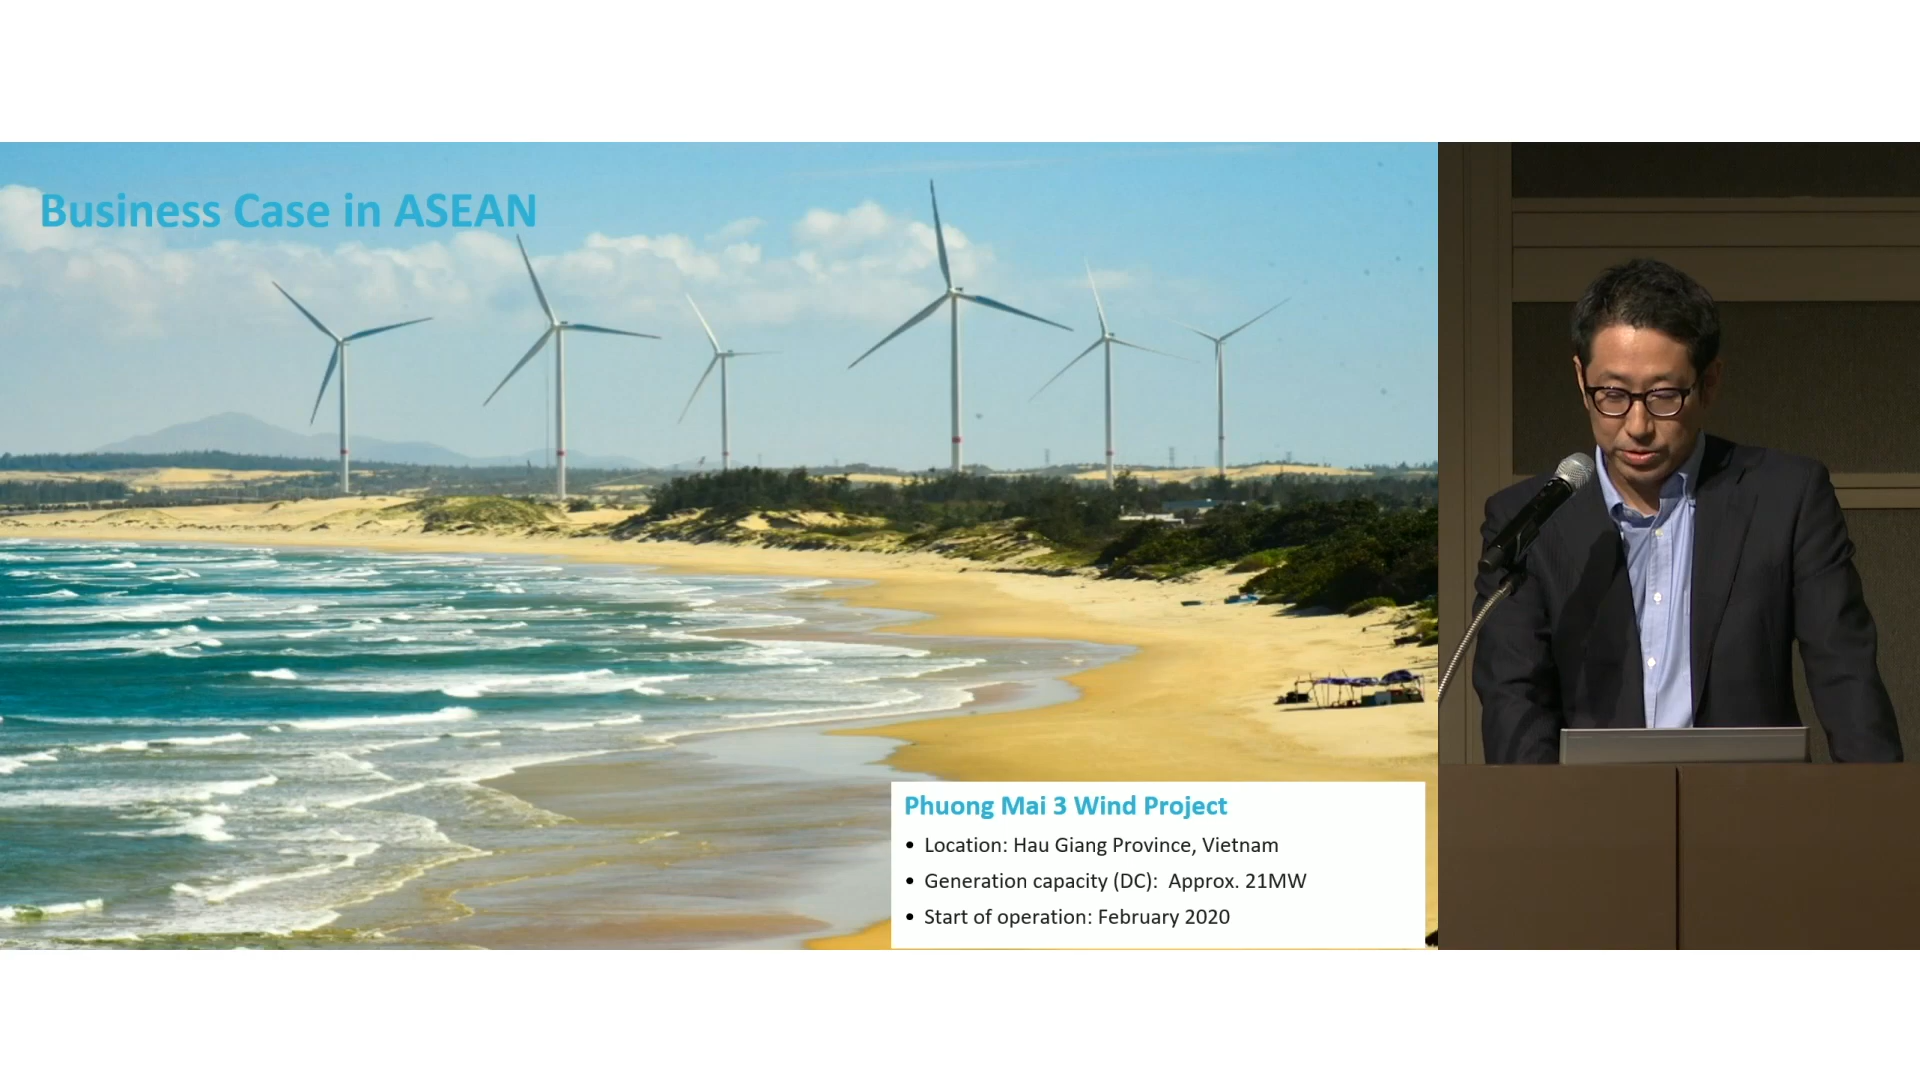 Business Case in ASEAN
Phuong Mai 3 Wind Project
• Location: Hau Giang Province, Vietnam
• Generation capacity (DC):  Approx. 21MW
• Start of operation: February 2020